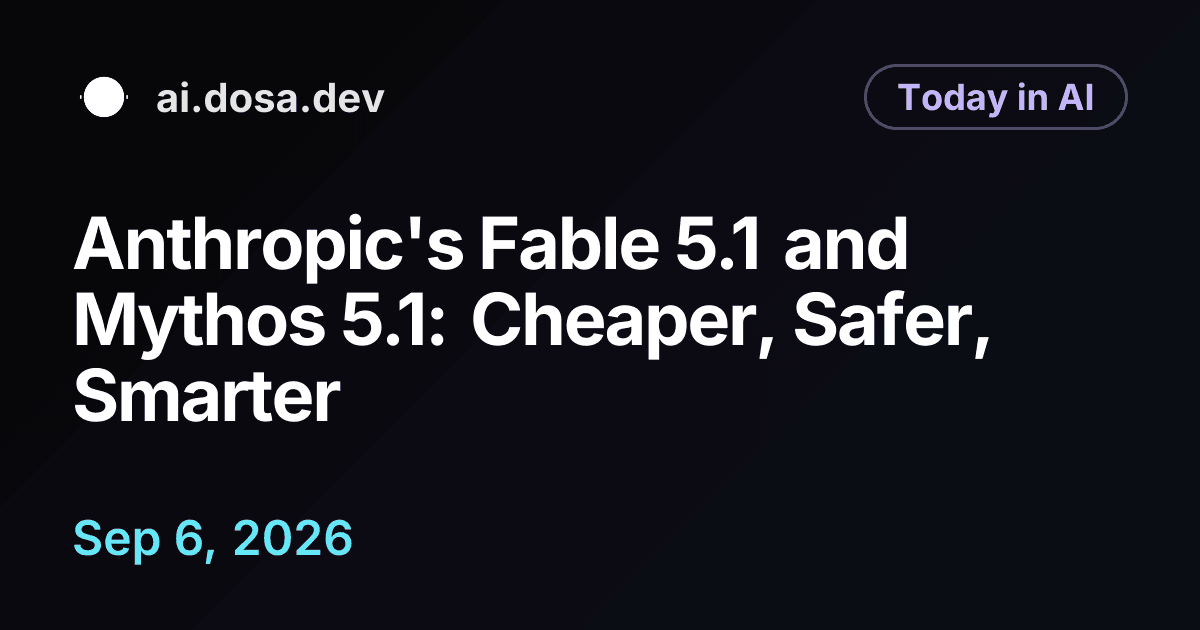 ai.dosa.dev
Today in AI
Anthropic's Fable 5.1 and
Mythos 5.1: Cheaper, Safer,
Smarter
Sep 6, 2026